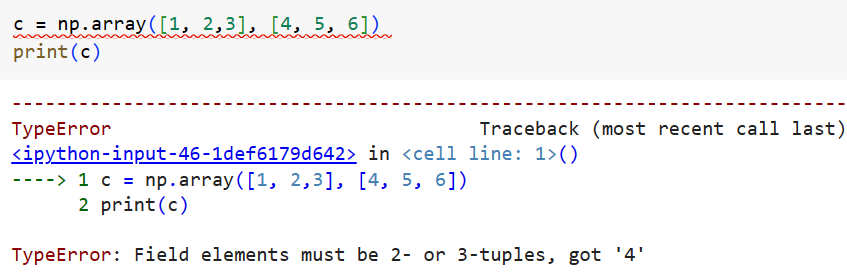 c = np.array([1, 2,3], [4, 5, 6])
print(c)
---------------------------------------------------------------------------
TypeError                                 Traceback (most recent call last)
<ipython-input-46-1def6179d642> in <cell line: 1>()
----> 1 c = np.array([1, 2,3], [4, 5, 6])
      2 print(c)
TypeError: Field elements must be 2- or 3-tuples, got '4'